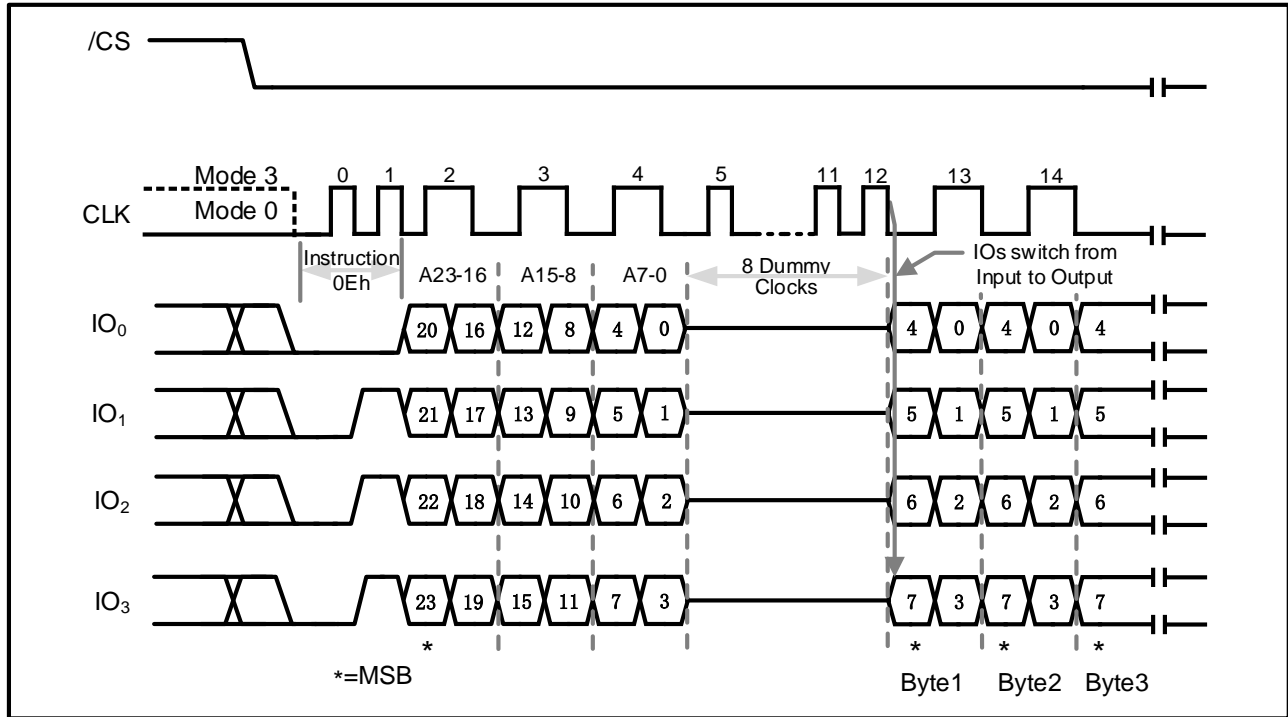 /CS
Mode 3
Mode 0
CLK
0 1 2 3 4 5 11 12 13 14
Instruction
0Eh
A23-16 A15-8 A7-0
8 Dummy
Clocks
IOs switch from
Input to Output
IO₀ 20 16 12 8 4 0 4 0 4 0 4
IO₁ 21 17 13 9 5 1 5 1 5 1 5
IO₂ 22 18 14 10 6 2 6 2 6 2 6
IO₃ 23 19 15 11 7 3 7 3 7 3 7
* * * *
*=MSB
Byte1 Byte2 Byte3